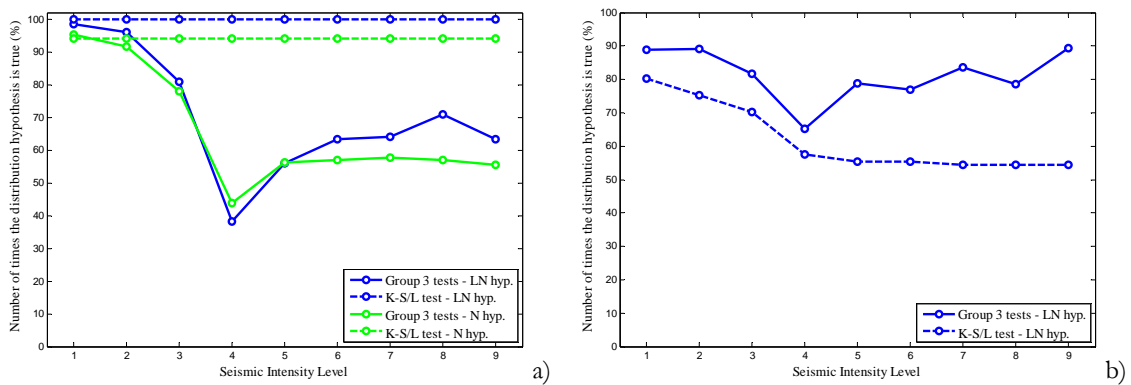 Number of times the distribution hypothesis is true (%)
100
90
80
70
60
50
40
30
20
10
0
1 2 3 4 5 6 7 8 9
Seismic Intensity Level
Group 3 tests - LN hyp.
K-S/L test - LN hyp.
Group 3 tests - N hyp.
K-S/L test - N hyp.
a)
Number of times the distribution hypothesis is true (%)
100
90
80
70
60
50
40
30
20
10
0
1 2 3 4 5 6 7 8 9
Seismic Intensity Level
Group 3 tests - LN hyp.
K-S/L test - LN hyp.
b)